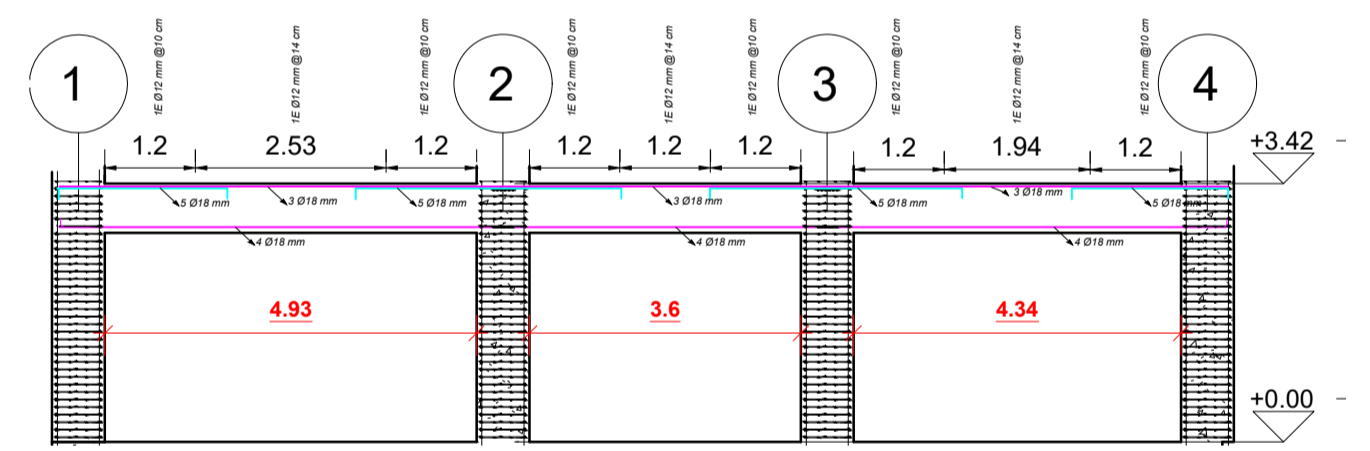 1E Ø12 mm @10 cm
1E Ø12 mm @14 cm
1E Ø12 mm @10 cm
1E Ø12 mm @10 cm
1E Ø12 mm @14 cm
1E Ø12 mm @10 cm
1E Ø12 mm @10 cm
1E Ø12 mm @14 cm
1E Ø12 mm @10 cm
1 2 3 4
1.2 2.53 1.2 1.2 1.2 1.2 1.2 1.94 1.2 +3.42
5 Ø18 mm 3 Ø18 mm 5 Ø18 mm 3 Ø18 mm 5 Ø18 mm 3 Ø18 mm 5 Ø18 mm
4 Ø18 mm 4 Ø18 mm 4 Ø18 mm
4.93 3.6 4.34
+0.00